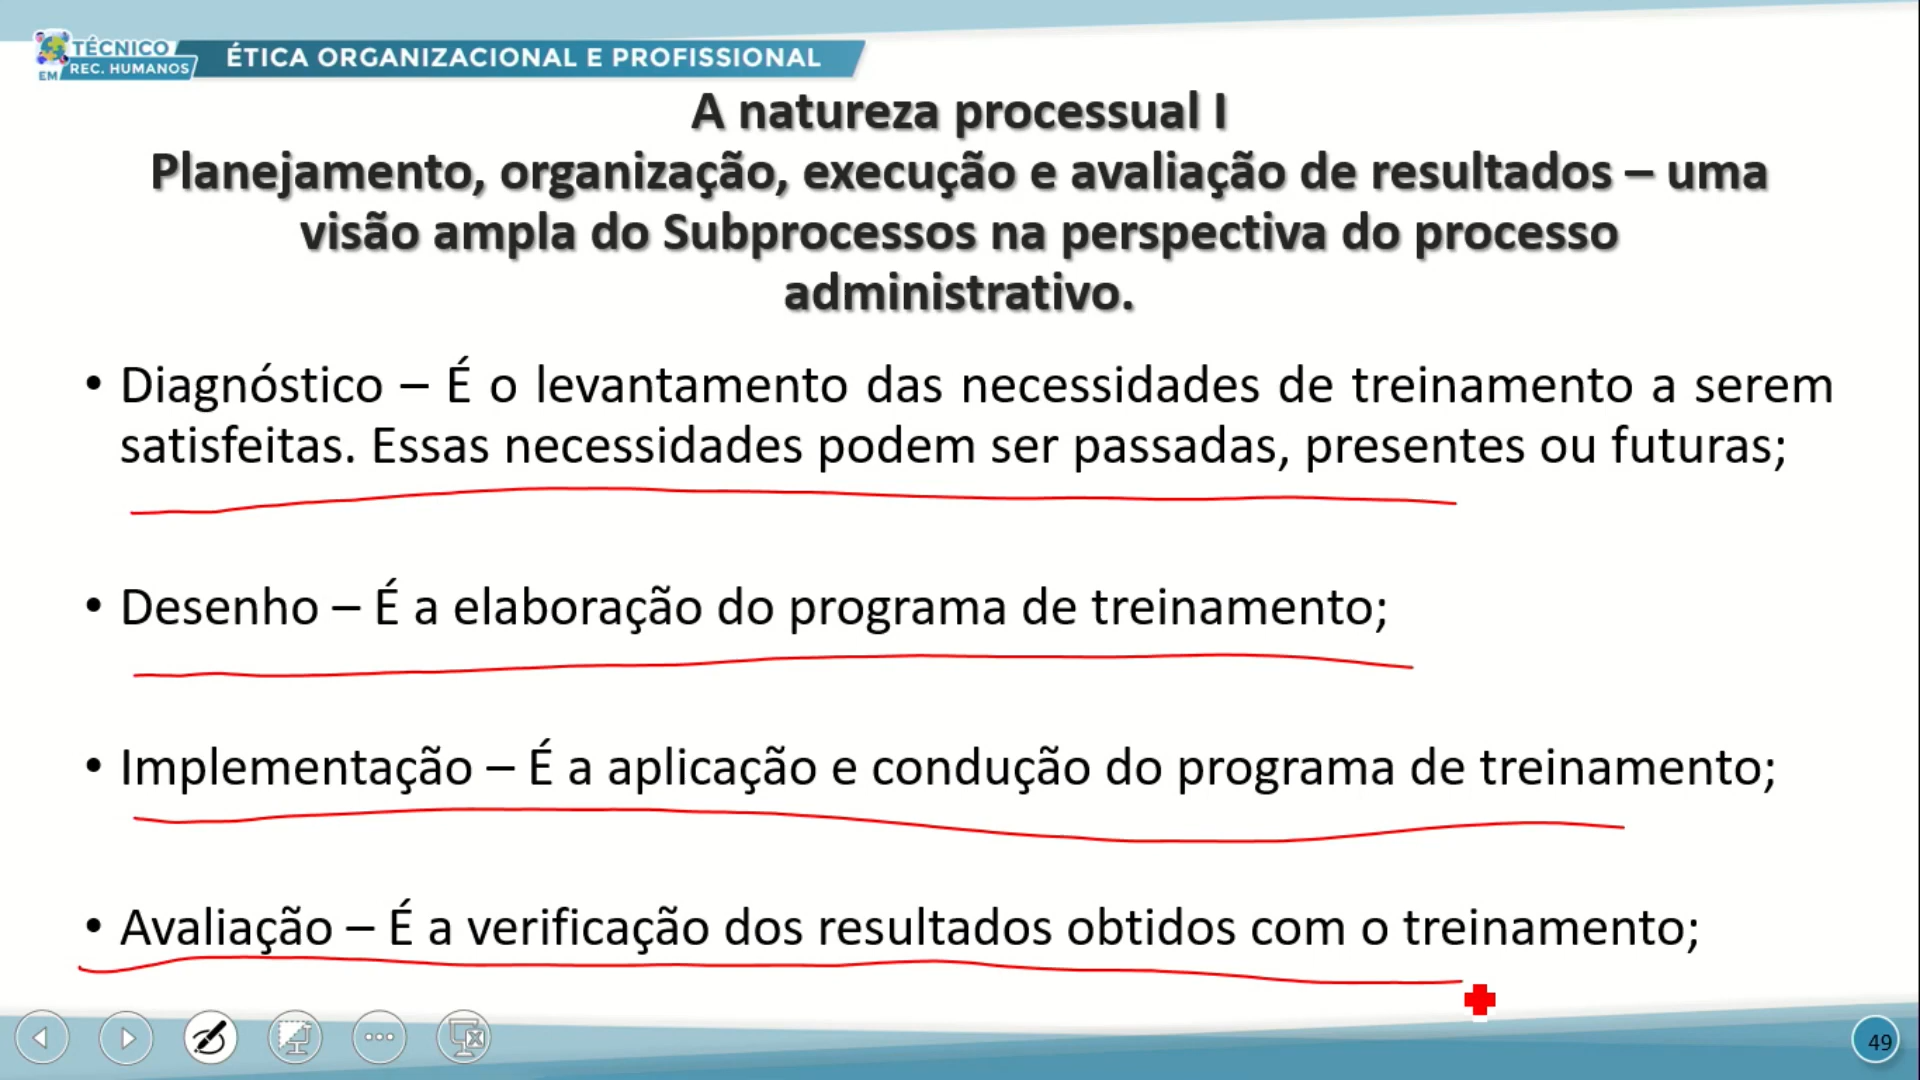 TÉCNICO
EM REC. HUMANOS
ÉTICA ORGANIZACIONAL E PROFISSIONAL
A natureza processual I
Planejamento, organização, execução e avaliação de resultados – uma
visão ampla do Subprocessos na perspectiva do processo
administrativo.
• Diagnóstico – É o levantamento das necessidades de treinamento a serem
satisfeitas. Essas necessidades podem ser passadas, presentes ou futuras;
• Desenho – É a elaboração do programa de treinamento;
• Implementação – É a aplicação e condução do programa de treinamento;
• Avaliação – É a verificação dos resultados obtidos com o treinamento;
49